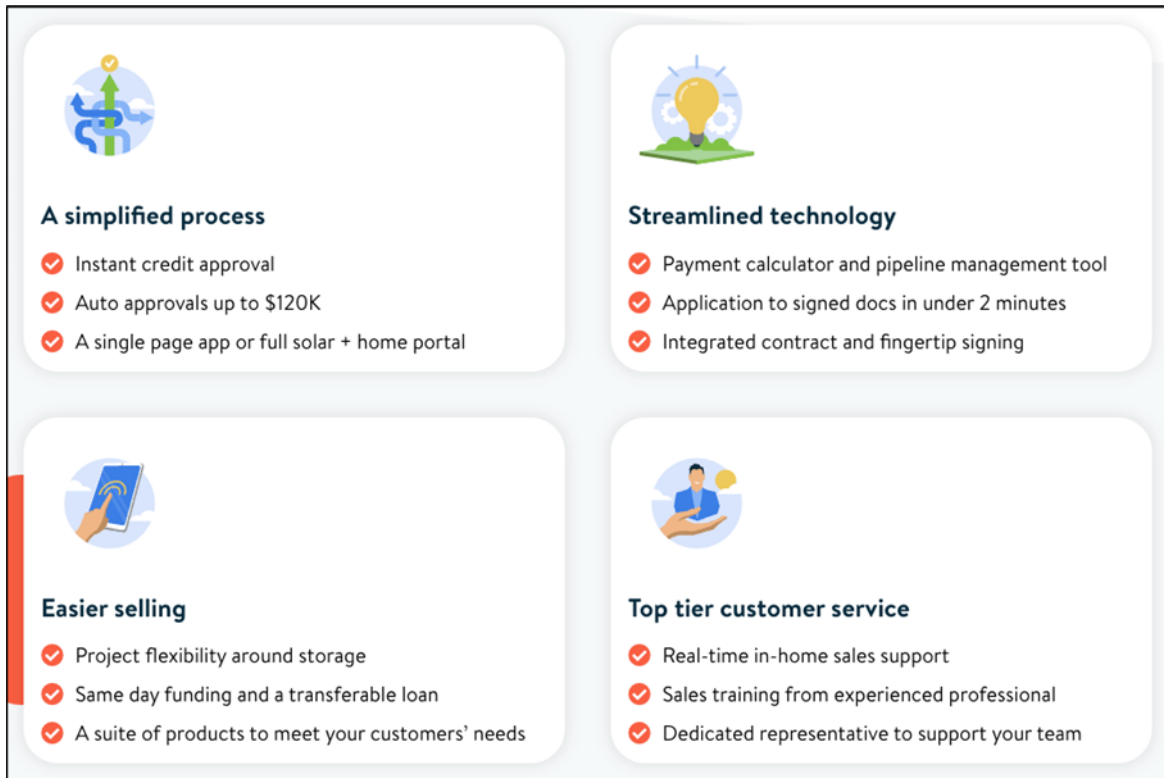 A simplified process
Instant credit approval
Auto approvals up to $120K
A single page app or full solar + home portal
Streamlined technology
Payment calculator and pipeline management tool
Application to signed docs in under 2 minutes
Integrated contract and fingertip signing
Easier selling
Project flexibility around storage
Same day funding and a transferable loan
A suite of products to meet your customers’ needs
Top tier customer service
Real-time in-home sales support
Sales training from experienced professional
Dedicated representative to support your team